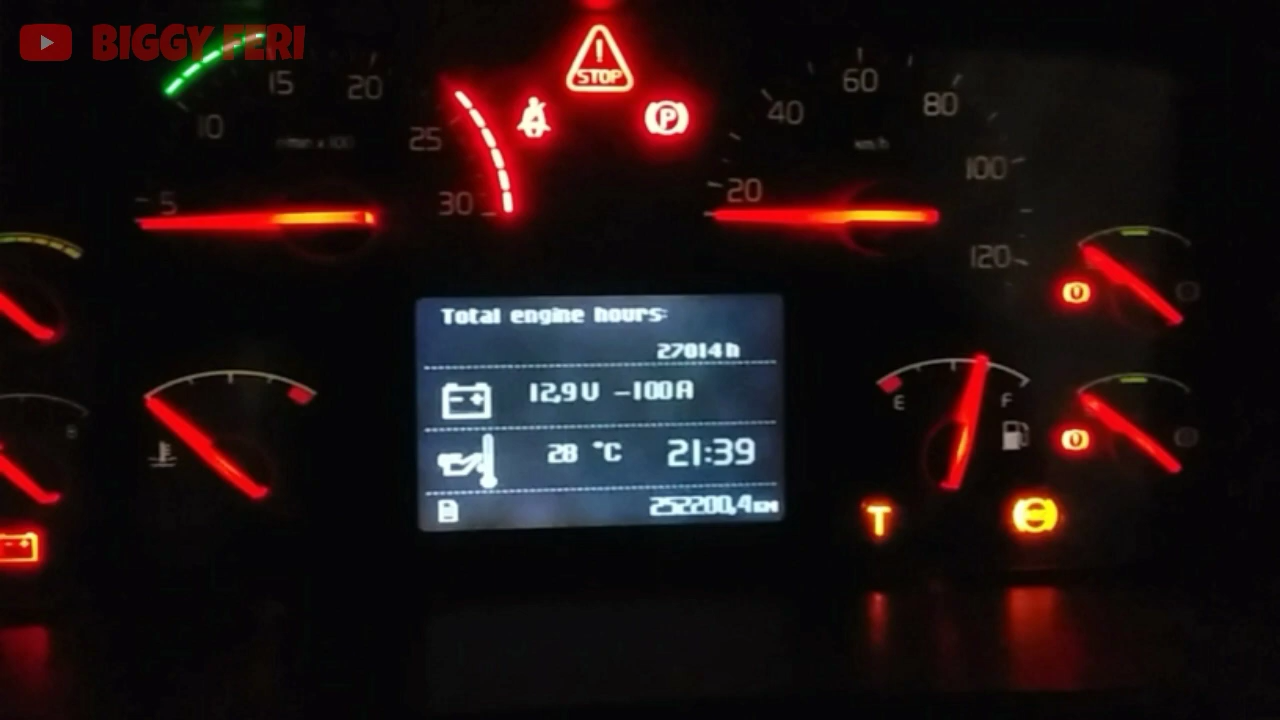 BIGGY FERI
STOP
P
5
10
15
20
25
30
20
40
60
80
100
120
km/h
Total engine hours:
27014 h
12,9V -100A
28 °C 21:39
252200,4KM
E
F
T